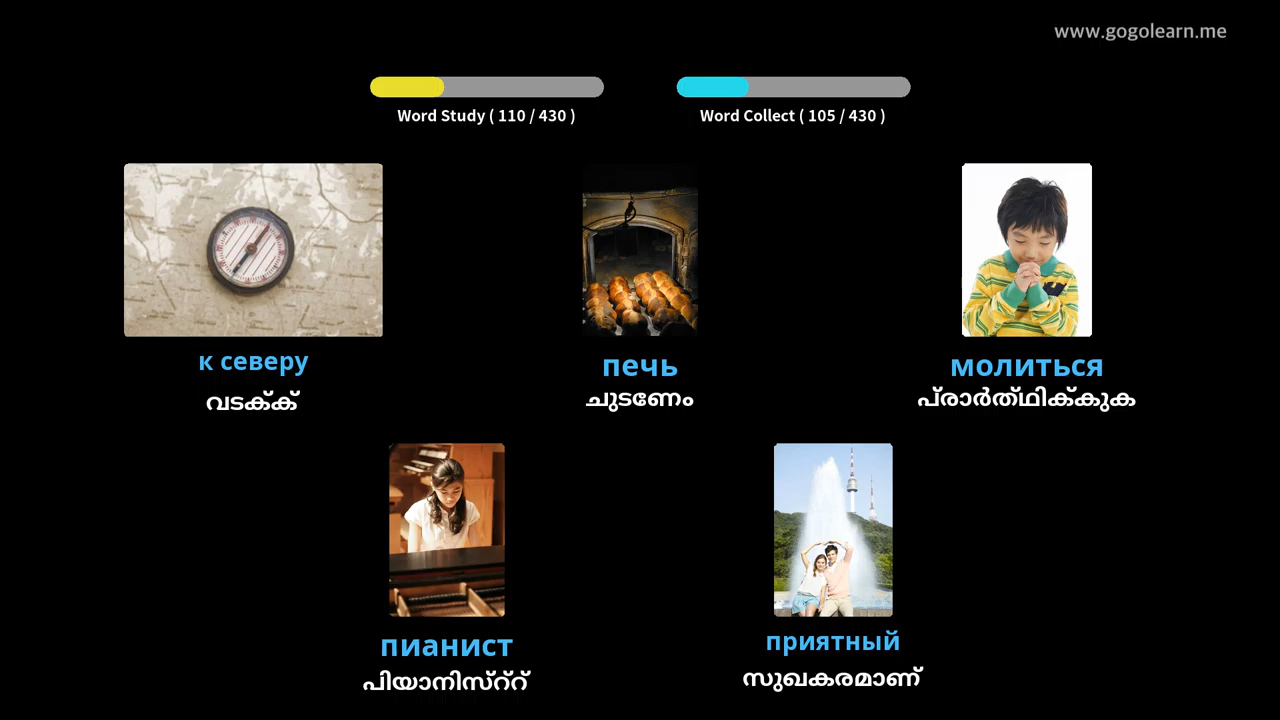 www.gogolearn.me
Word Study ( 110 / 430 )
Word Collect ( 105 / 430 )
к северу
വടക്ക്
печь
ചുടണേം
молиться
പ്രാർത്ഥിക്കുക
пианист
പിയാനിസ്റ്റ്
приятный
സുഖകരമാണ്